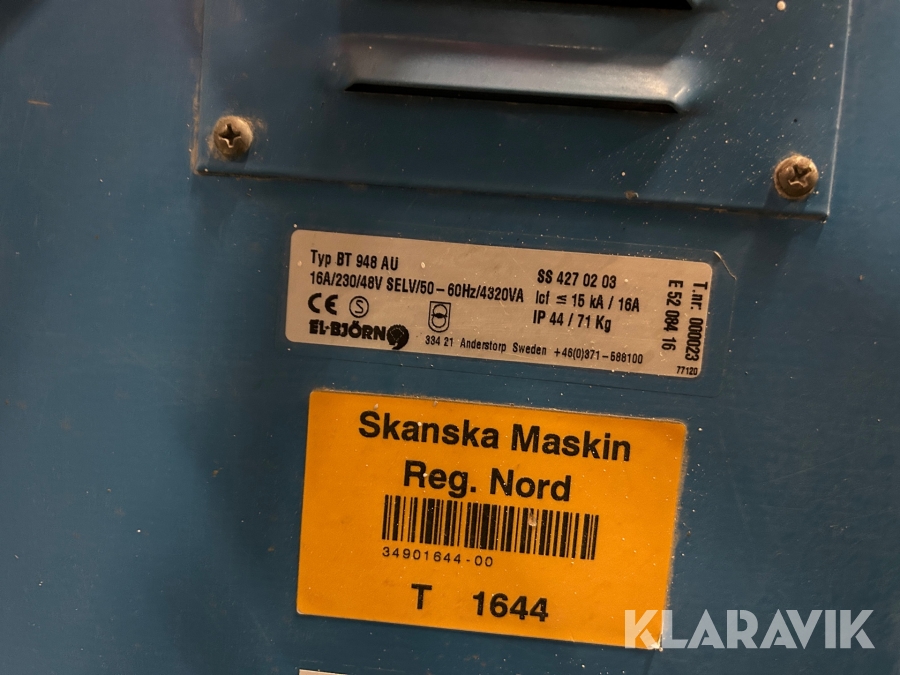 Typ BT 948 AU
16A/230/48V SELV/50-60Hz/4320VA
SS 427 02 03
Icf ≤ 15 kA / 16A
IP 44 / 71 Kg
CE S
EL-BJÖRN
334 21 Anderstorp Sweden +46(0)371-588100
T.nr. 000023
E 52 084 16
77120
Skanska Maskin
Reg. Nord
34901644-00
T 1644
KLARAVIK